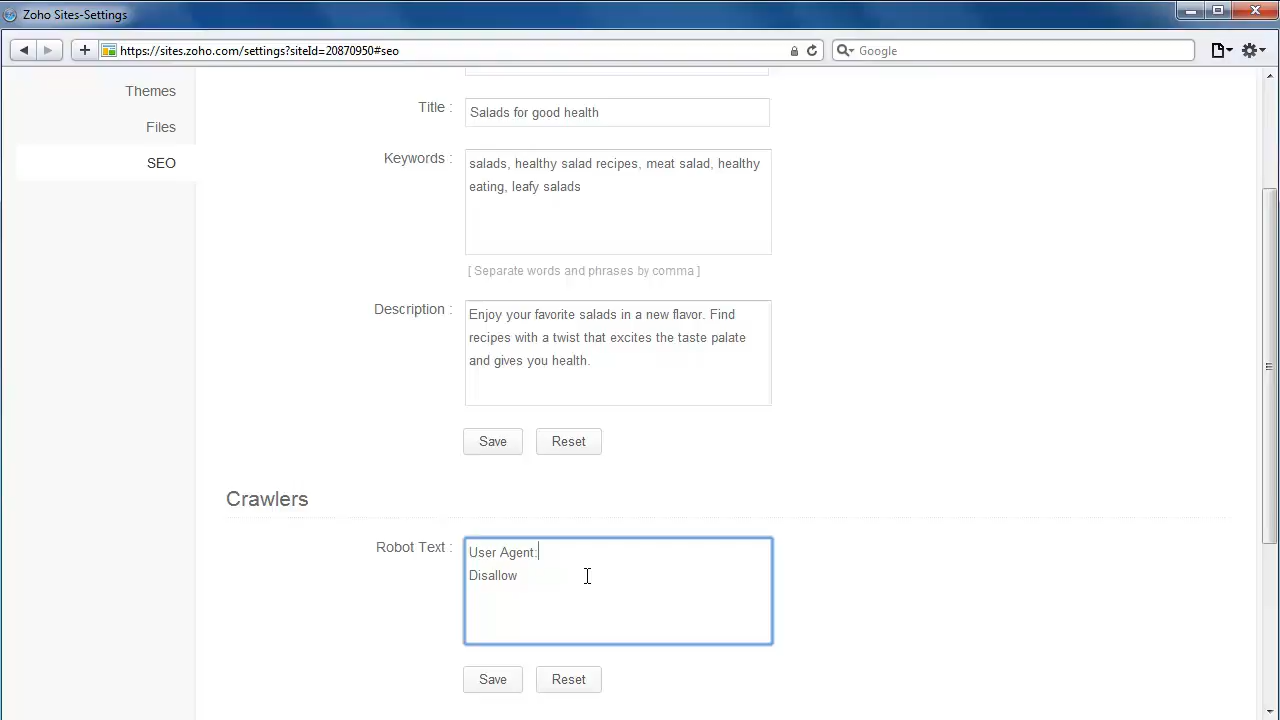 Zoho Sites-Settings
https://sites.zoho.com/settings?siteId=20870950#seo
Google
Themes
Files
SEO
Title :
Salads for good health
Keywords :
salads, healthy salad recipes, meat salad, healthy
eating, leafy salads
[ Separate words and phrases by comma ]
Description :
Enjoy your favorite salads in a new flavor. Find
recipes with a twist that excites the taste palate
and gives you health.
Save
Reset
Crawlers
Robot Text :
User Agent:
Disallow
Save
Reset